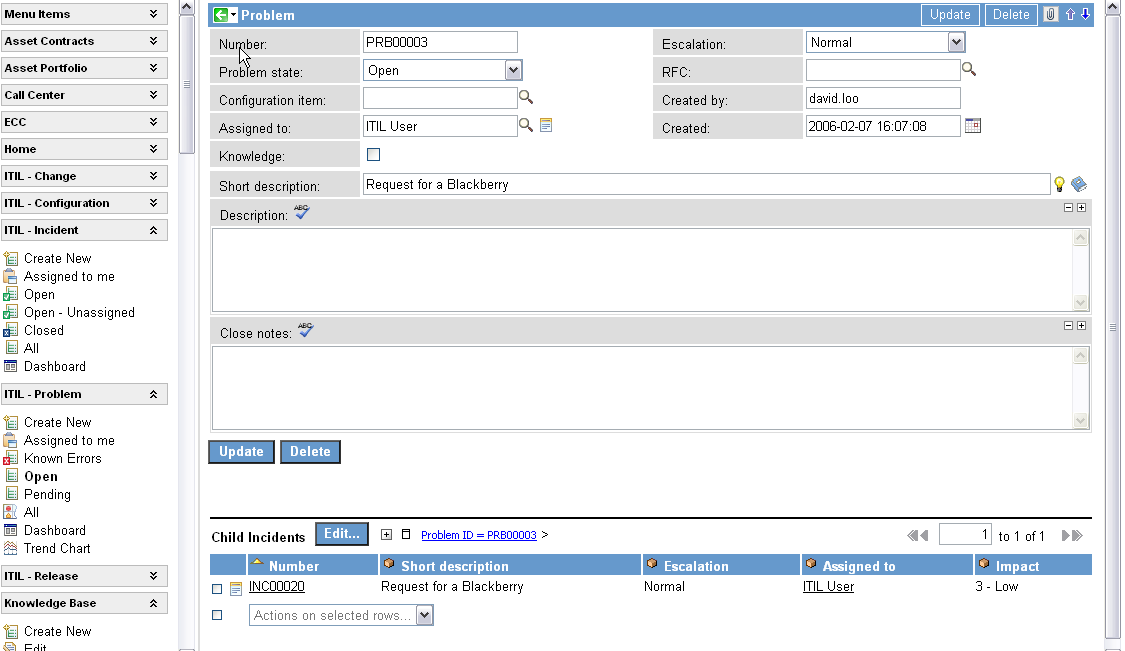 Menu Items
Asset Contracts
Asset Portfolio
Call Center
ECC
Home
ITIL - Change
ITIL - Configuration
ITIL - Incident
Create New
Assigned to me
Open
Open - Unassigned
Closed
All
Dashboard
ITIL - Problem
Create New
Assigned to me
Known Errors
Open
Pending
All
Dashboard
Trend Chart
ITIL - Release
Knowledge Base
Create New
Edit
Problem Update Delete
Number: PRB00003 Escalation: Normal
Problem state: Open RFC:
Configuration item: Created by: david.loo
Assigned to: ITIL User Created: 2006-02-07 16:07:08
Knowledge:
Short description: Request for a Blackberry
Description: ABC
Close notes: ABC
Update Delete
Child Incidents Edit... Problem ID = PRB00003 > 1 to 1 of 1
Number Short description Escalation Assigned to Impact
INC00020 Request for a Blackberry Normal ITIL User 3 - Low
Actions on selected rows...